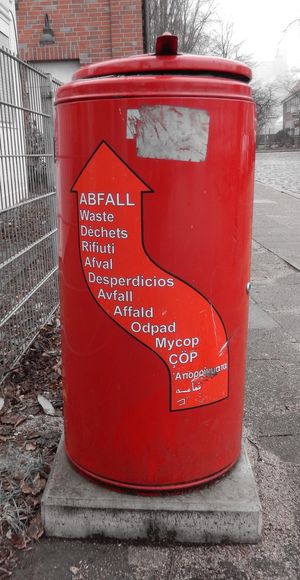 ABFALL
Waste
Déchets
Rifiuti
Afval
Desperdicios
Avfall
Affald
Odpad
Mycop
ÇÖP
'Απορρίμματα